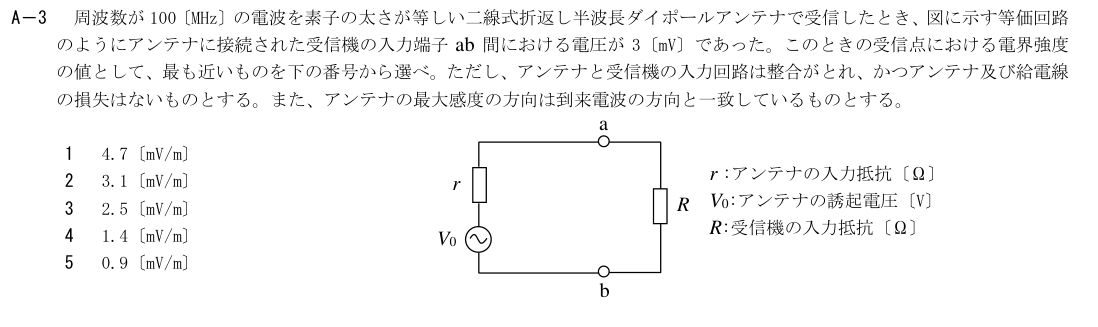 A-3 周波数が 100〔MHz〕の電波を素子の太さが等しい二線式折返し半波長ダイポールアンテナで受信したとき、図に示す等価回路
のようにアンテナに接続された受信機の入力端子 ab 間における電圧が 3〔mV〕であった。このときの受信点における電界強度
の値として、最も近いものを下の番号から選べ。ただし、アンテナと受信機の入力回路は整合がとれ、かつアンテナ及び給電線
の損失はないものとする。また、アンテナの最大感度の方向は到来電波の方向と一致しているものとする。
1 4.7〔mV/m〕
2 3.1〔mV/m〕
3 2.5〔mV/m〕
4 1.4〔mV/m〕
5 0.9〔mV/m〕
a
r
V0
R
b
r:アンテナの入力抵抗〔Ω〕
V0:アンテナの誘起電圧〔V〕
R:受信機の入力抵抗〔Ω〕